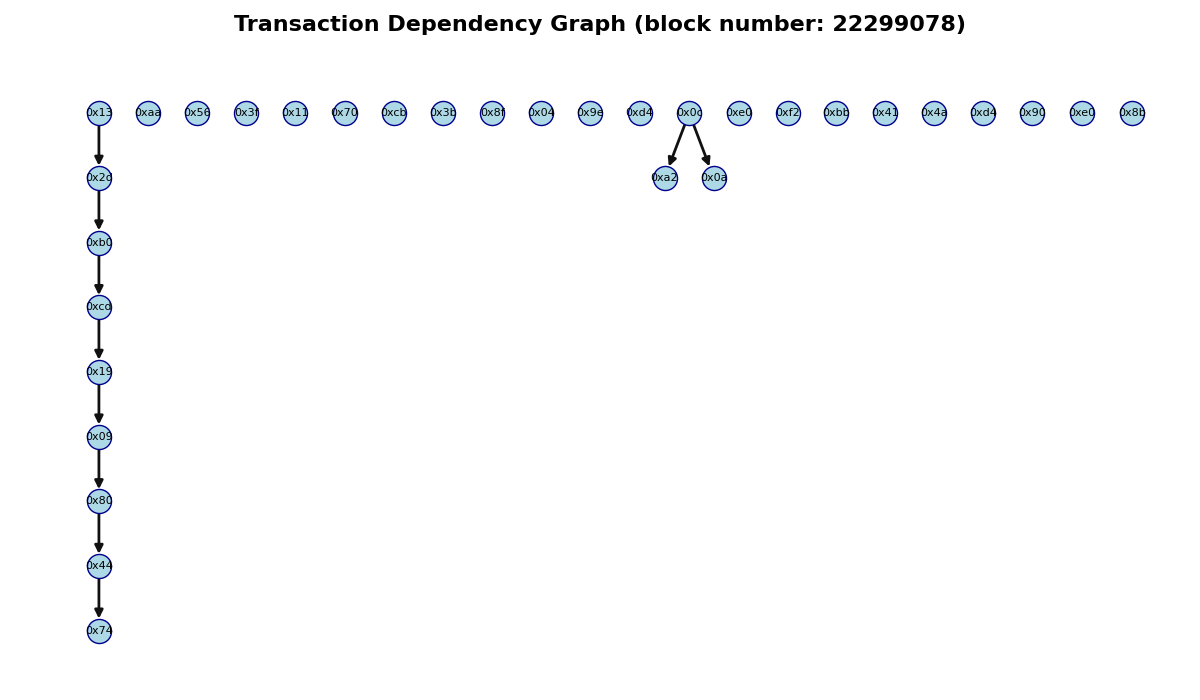 Transaction Dependency Graph (block number: 22299078)
0x13 0xaa 0x56 0x3f 0x11 0x70 0xcb 0x3b 0x8f 0x04 0x9e 0xd4 0x0c 0xe0 0xf2 0xbb 0x41 0x4a 0xd4 0x90 0xe0 0x8b
0x2d 0xa2 0x0a
0xb0
0xcd
0x19
0x09
0x80
0x44
0x74